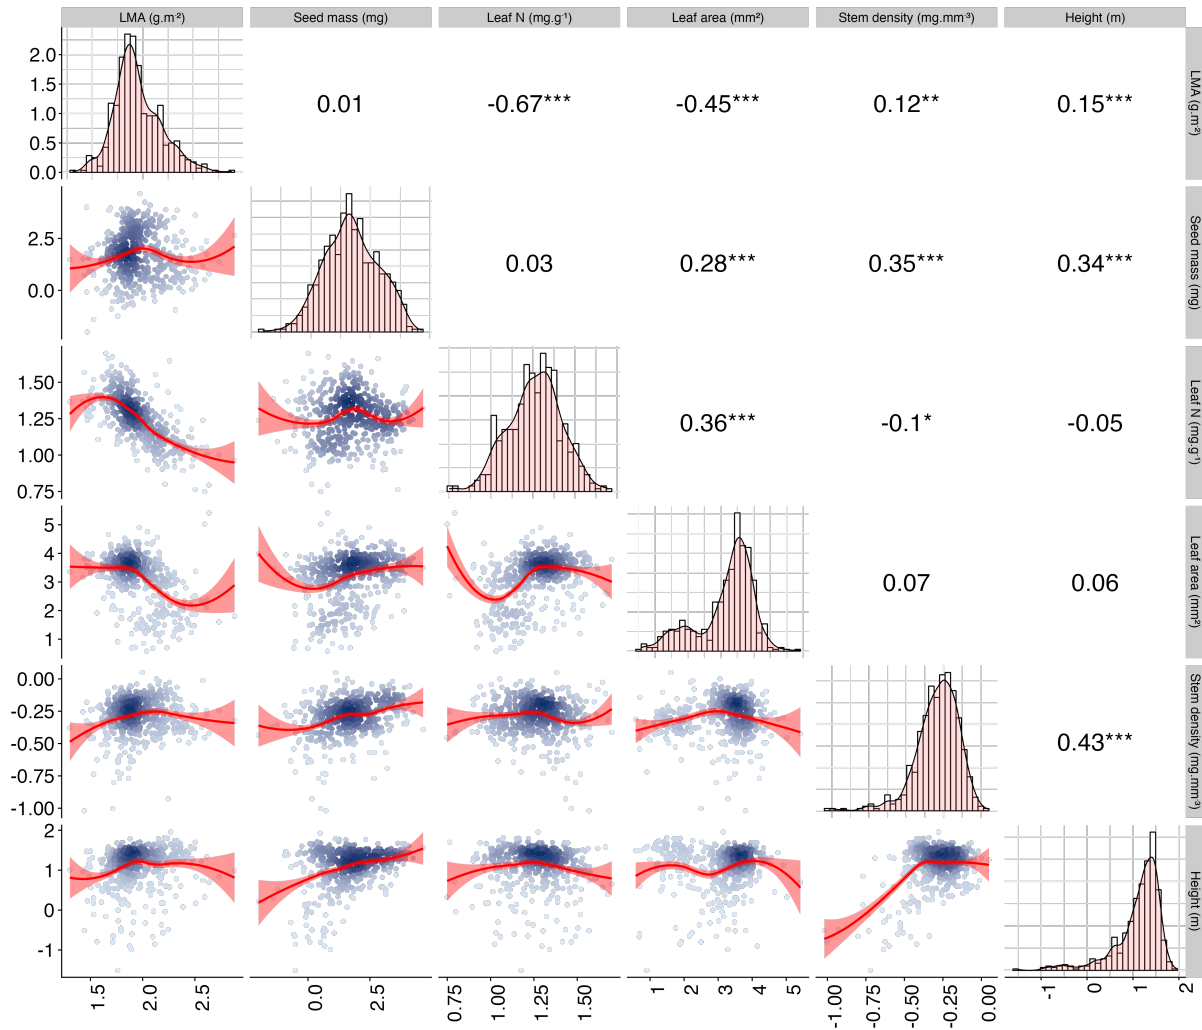 LMA (g.m⁻²) Seed mass (mg) Leaf N (mg.g⁻¹) Leaf area (mm²) Stem density (mg.mm⁻³) Height (m)
2.0
1.5
1.0
0.5
0.0
0.01 -0.67*** -0.45*** 0.12** 0.15***
LMA (g.m⁻²)
2.5
0.0
0.03 0.28*** 0.35*** 0.34***
Seed mass (mg)
1.50
1.25
1.00
0.75
0.36*** -0.1* -0.05
Leaf N (mg.g⁻¹)
5
4
3
2
1
0.07 0.06
Leaf area (mm²)
0.00
-0.25
-0.50
-0.75
-1.00
0.43***
Stem density (mg.mm⁻³)
2
1
0
-1
Height (m)
1.5 2.0 2.5 0.0 2.5 0.75 1.00 1.25 1.50 1 2 3 4 5 -1.00 -0.75 -0.50 -0.25 0.00 -1 0 1 2